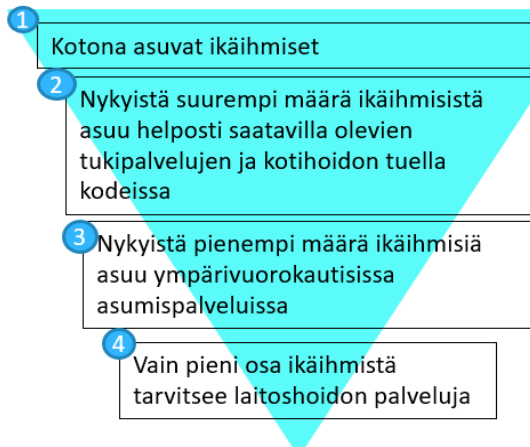 1
Kotona asuvat ikäihmiset
2
Nykyistä suurempi määrä ikäihmisistä
asuu helposti saatavilla olevien
tukipalvelujen ja kotihoidon tuella
kodeissa
3
Nykyistä pienempi määrä ikäihmisiä
asuu ympärivuorokautisissa
asumispalveluissa
4
Vain pieni osa ikäihmistä
tarvitsee laitoshoidon palveluja